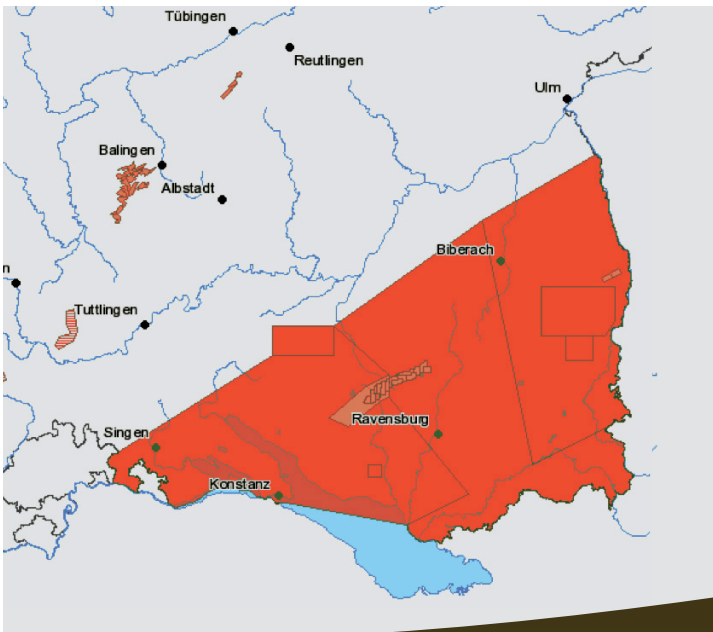 Tübingen
Reutlingen
Ulm
Balingen
Albstadt
Biberach
n
Tuttlingen
Ravensburg
Singen
Konstanz